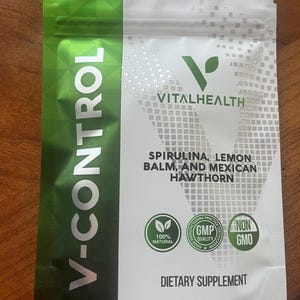 V-CONTROL
VITALHEALTH
SPIRULINA, LEMON
BALM, AND MEXICAN
HAWTHORN
100%
NATURAL
GMP
QUALITY
NON
GMO
DIETARY SUPPLEMENT